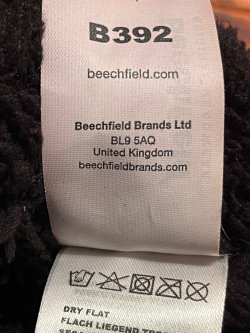 B392
beechfield.com
Beechfield Brands Ltd
BL9 5AQ
United Kingdom
beechfieldbrands.com
DRY FLAT
FLACH LIEGEND